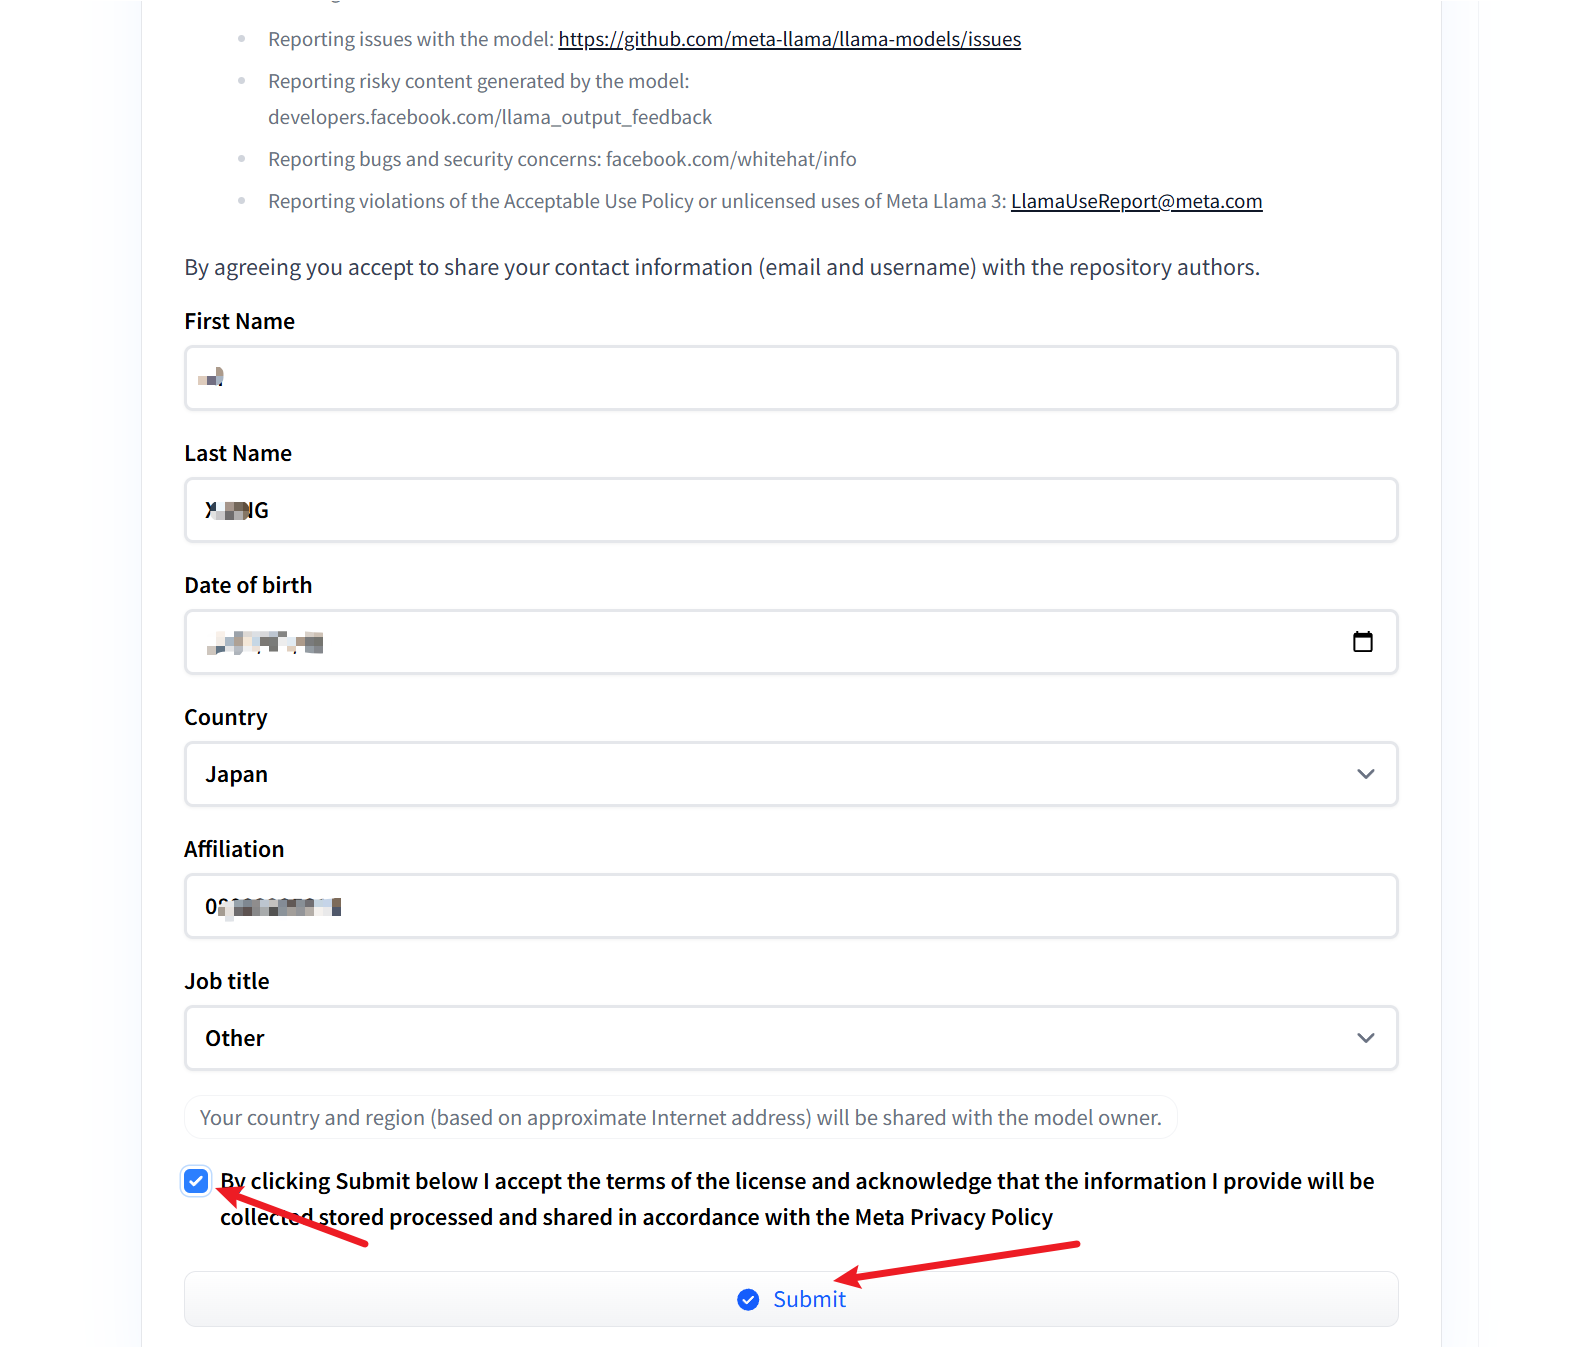 Reporting issues with the model: https://github.com/meta-llama/llama-models/issues
Reporting risky content generated by the model:
developers.facebook.com/llama_output_feedback
Reporting bugs and security concerns: facebook.com/whitehat/info
Reporting violations of the Acceptable Use Policy or unlicensed uses of Meta Llama 3: LlamaUseReport@meta.com
By agreeing you accept to share your contact information (email and username) with the repository authors.
First Name
Last Name
Date of birth
Country
Japan
Affiliation
Job title
Other
Your country and region (based on approximate Internet address) will be shared with the model owner.
By clicking Submit below I accept the terms of the license and acknowledge that the information I provide will be
collected stored processed and shared in accordance with the Meta Privacy Policy
Submit